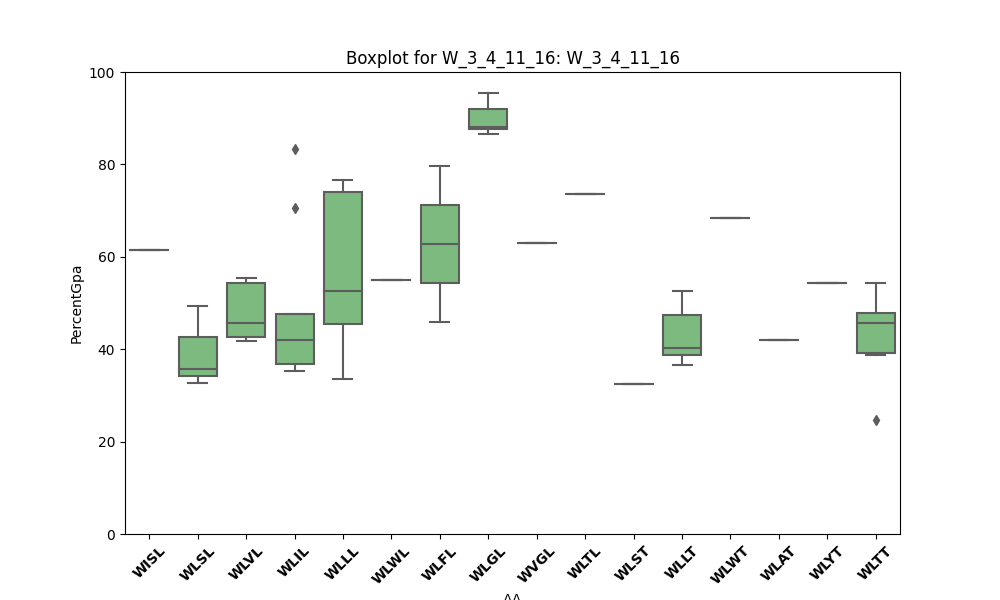 Boxplot for W_3_4_11_16: W_3_4_11_16
PercentGpa
100
80
60
40
20
0
WISL WLSL WLVL WLIL WLLL WLWL WLFL WLGL WVGL WLTL WLST WLLT WLWT WLAT WLYT WLTT
AA